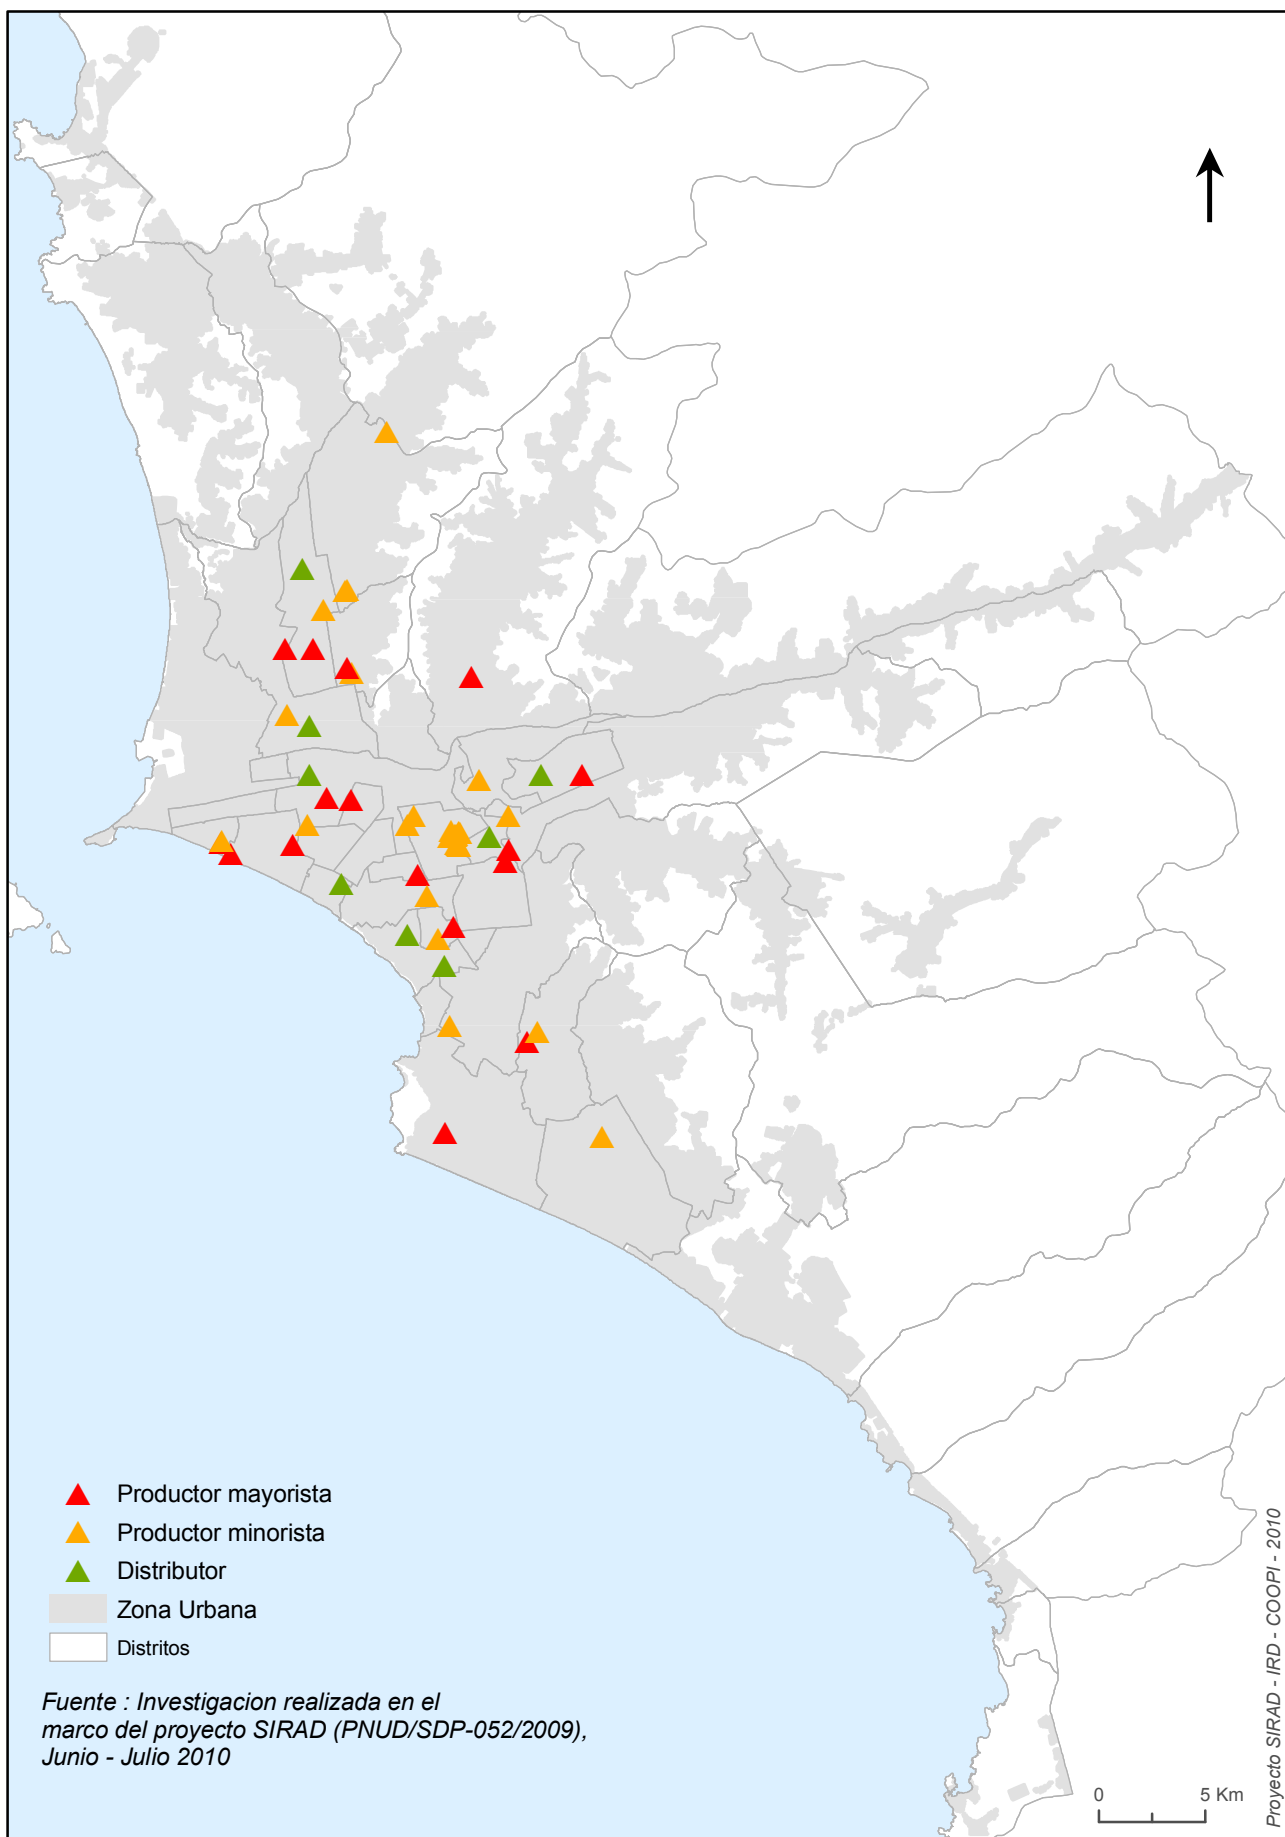 Productor mayorista
Productor minorista
Distributor
Zona Urbana
Distritos
Fuente : Investigacion realizada en el
marco del proyecto SIRAD (PNUD/SDP-052/2009),
Junio - Julio 2010
0 5 Km
Proyecto SIRAD - IRD - COOPI - 2010